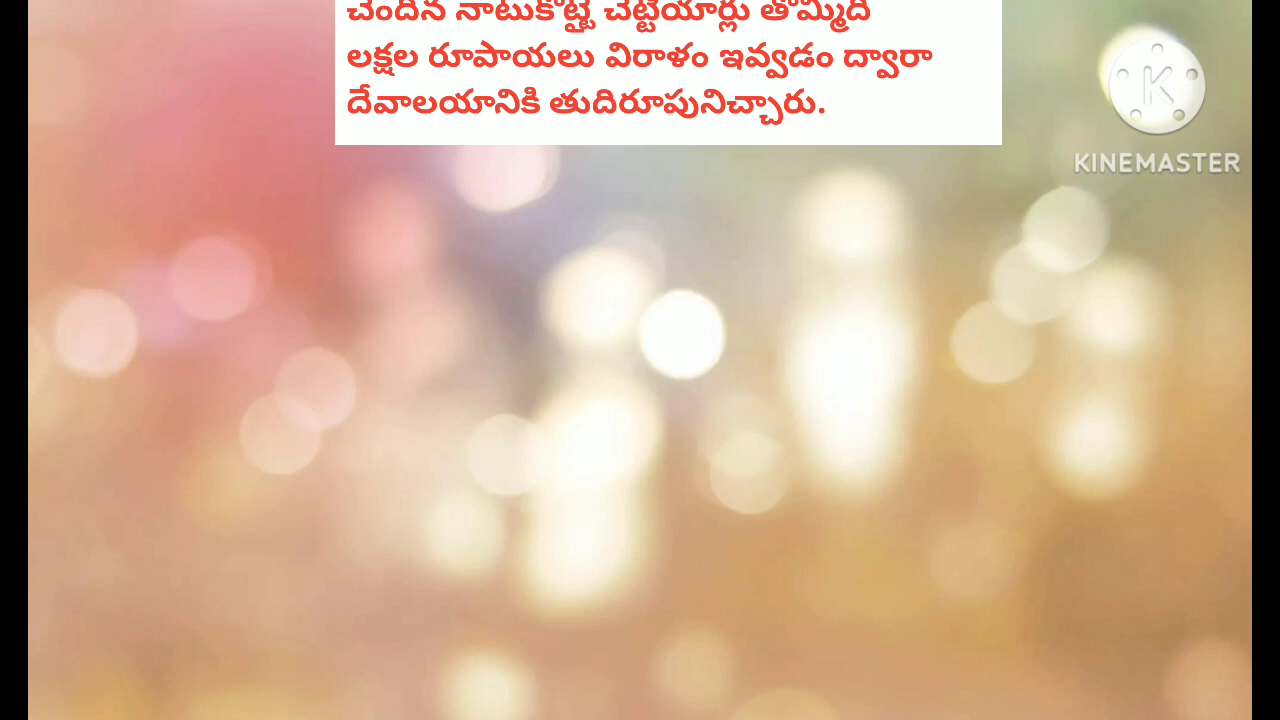 చెందిన నాటుకొట్టై చెట్టియార్లు తొమ్మిది
లక్షల రూపాయలు విరాళం ఇవ్వడం ద్వారా
దేవాలయానికి తుదిరూపునిచ్చారు.
K
KINEMASTER